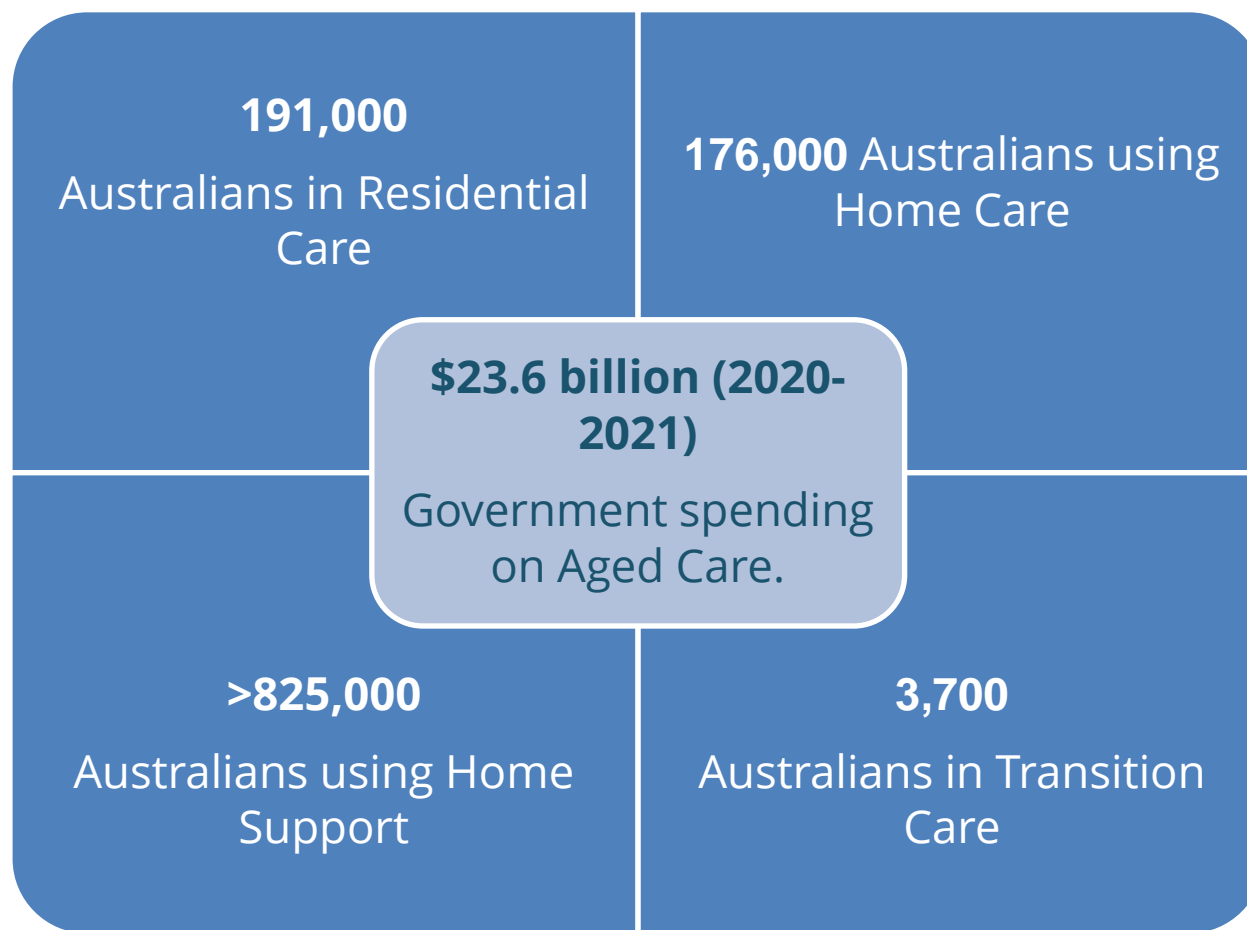 191,000
Australians in Residential
Care
176,000 Australians using
Home Care
$23.6 billion (2020-
2021)
Government spending
on Aged Care.
>825,000
Australians using Home
Support
3,700
Australians in Transition
Care